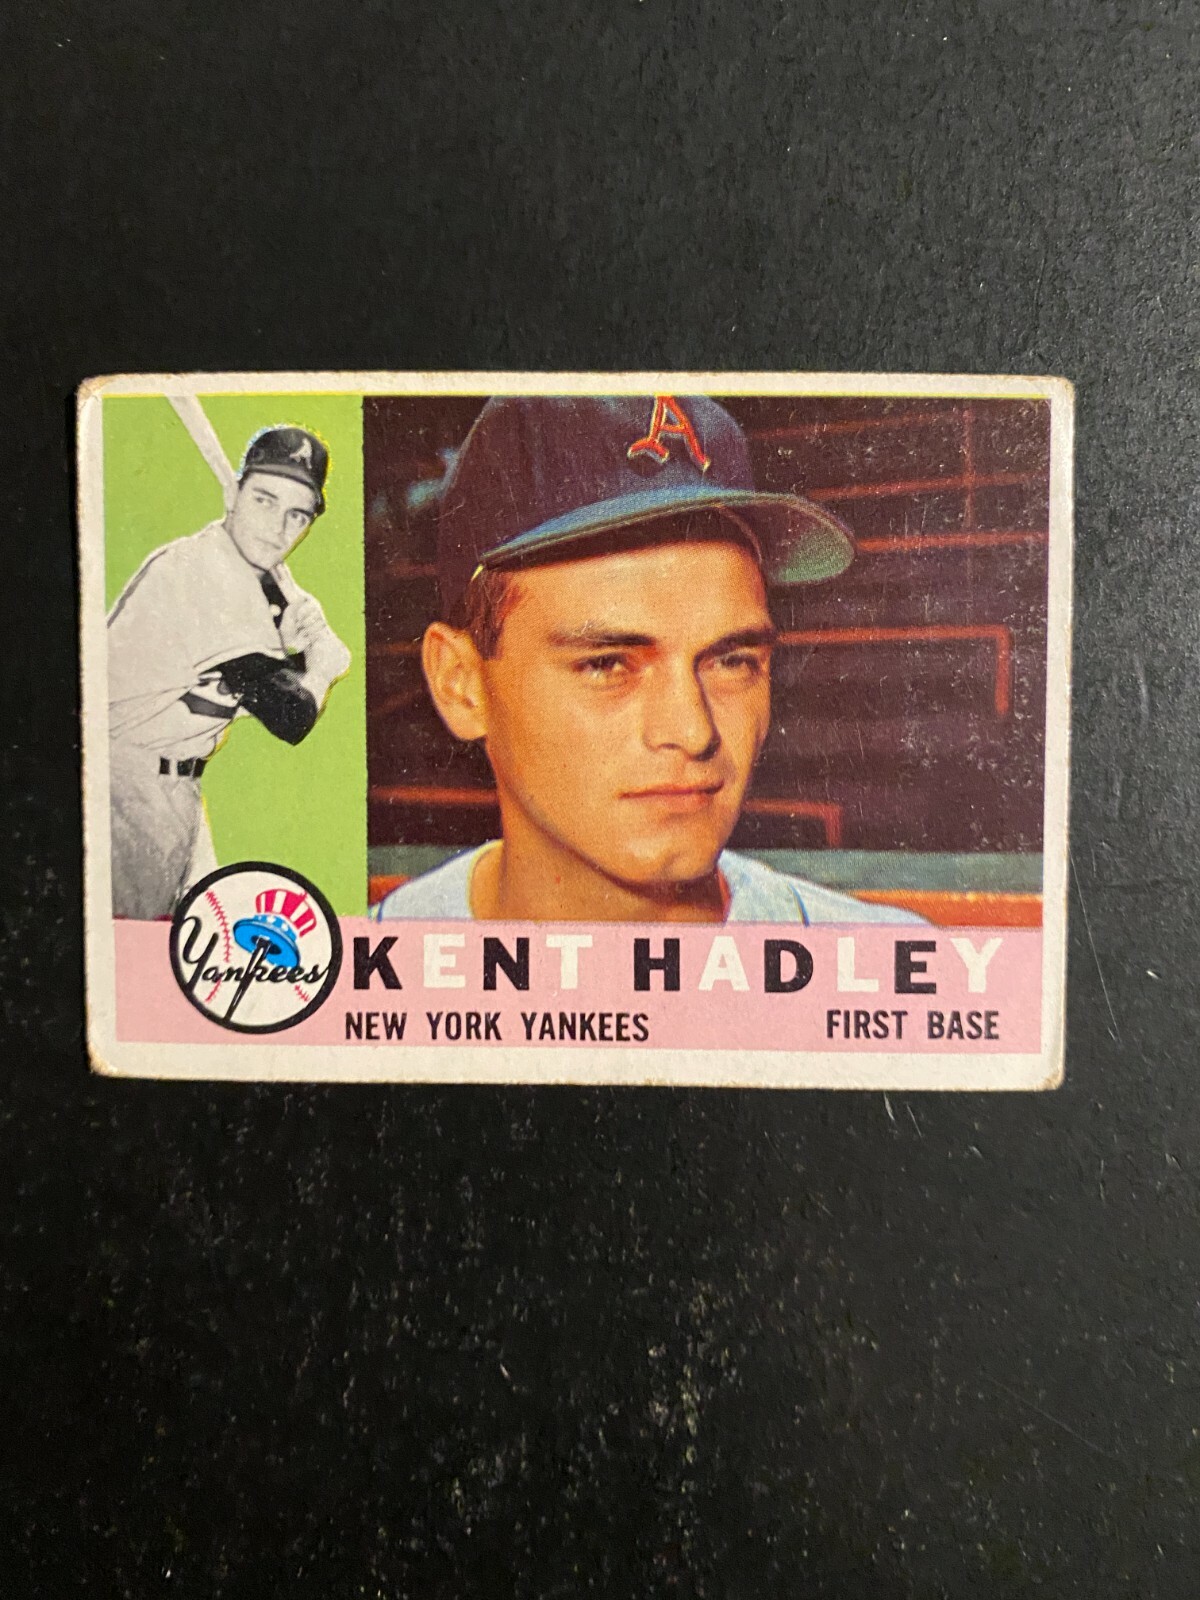 A
A
Yankees
KENT HADLEY
NEW YORK YANKEES FIRST BASE